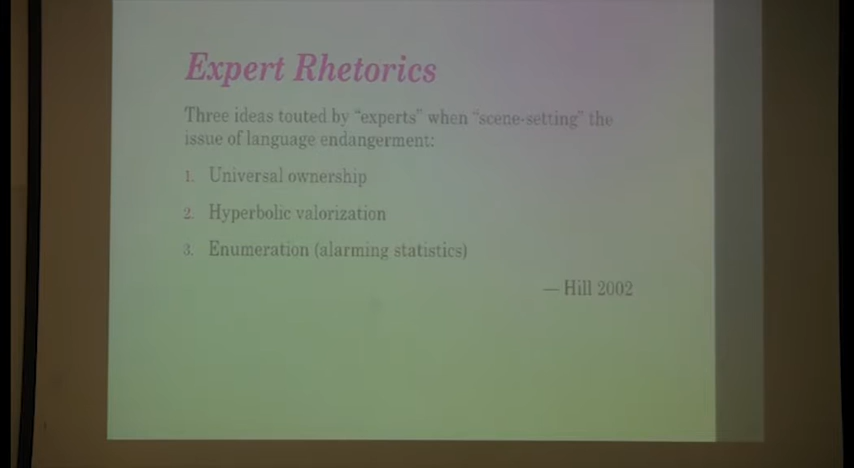 Expert Rhetorics
Three ideas touted by “experts” when “scene-setting” the
issue of language endangerment:
1. Universal ownership
2. Hyperbolic valorization
3. Enumeration (alarming statistics)
— Hill 2002